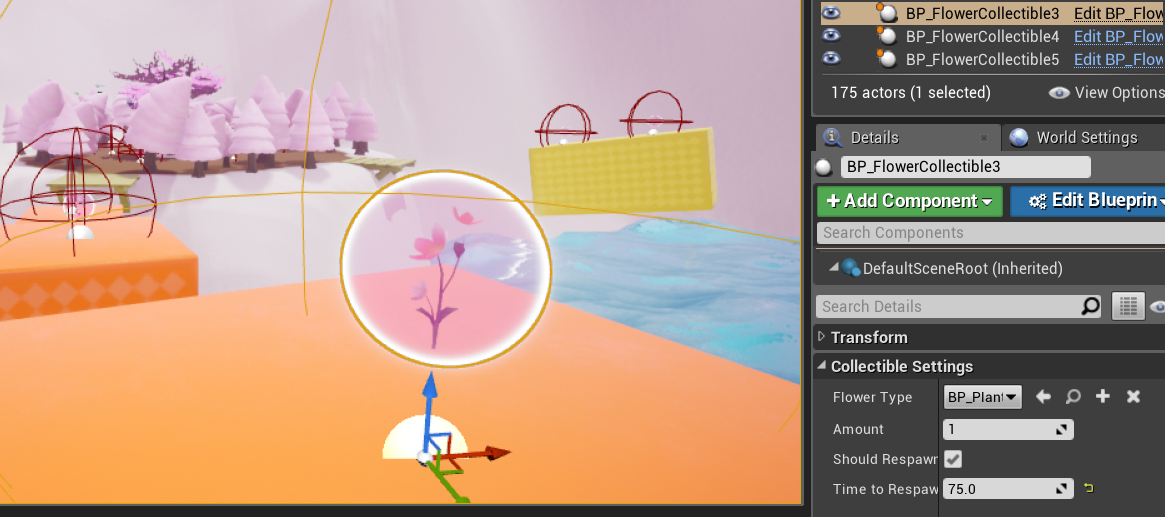 BP_FlowerCollectible3 Edit BP_Flow
BP_FlowerCollectible4 Edit BP_Flow
BP_FlowerCollectible5 Edit BP_Flow
175 actors (1 selected) View Options
Details World Settings
BP_FlowerCollectible3
+ Add Component Edit Blueprin
Search Components
DefaultSceneRoot (Inherited)
Search Details
Transform
Collectible Settings
Flower Type BP_Plant
Amount 1
Should Respawn
Time to Respaw 75.0